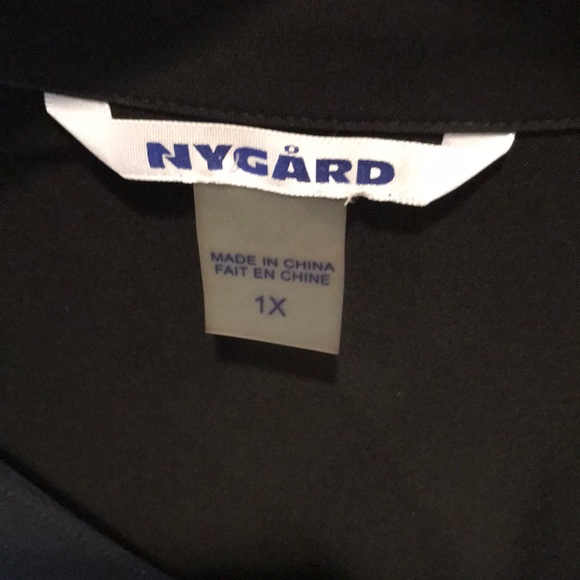 NYGÅRD
MADE IN CHINA
FAIT EN CHINE
1X